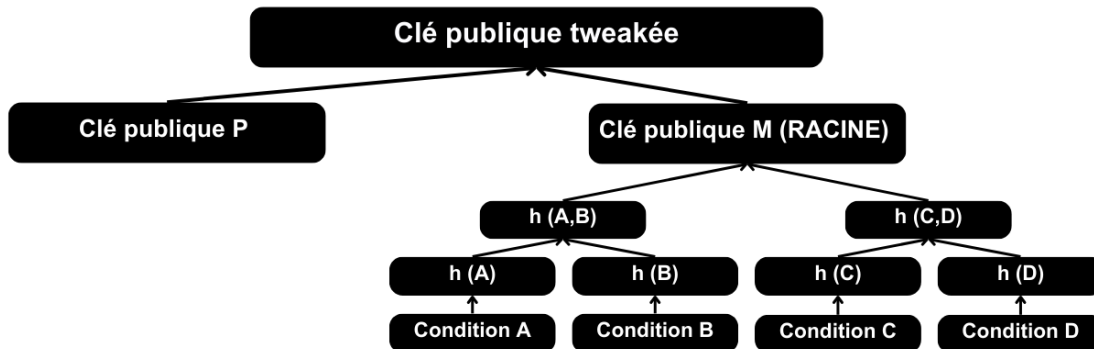 Clé publique tweakée
Clé publique P
Clé publique M (RACINE)
h (A,B)
h (C,D)
h (A)
h (B)
h (C)
h (D)
Condition A
Condition B
Condition C
Condition D